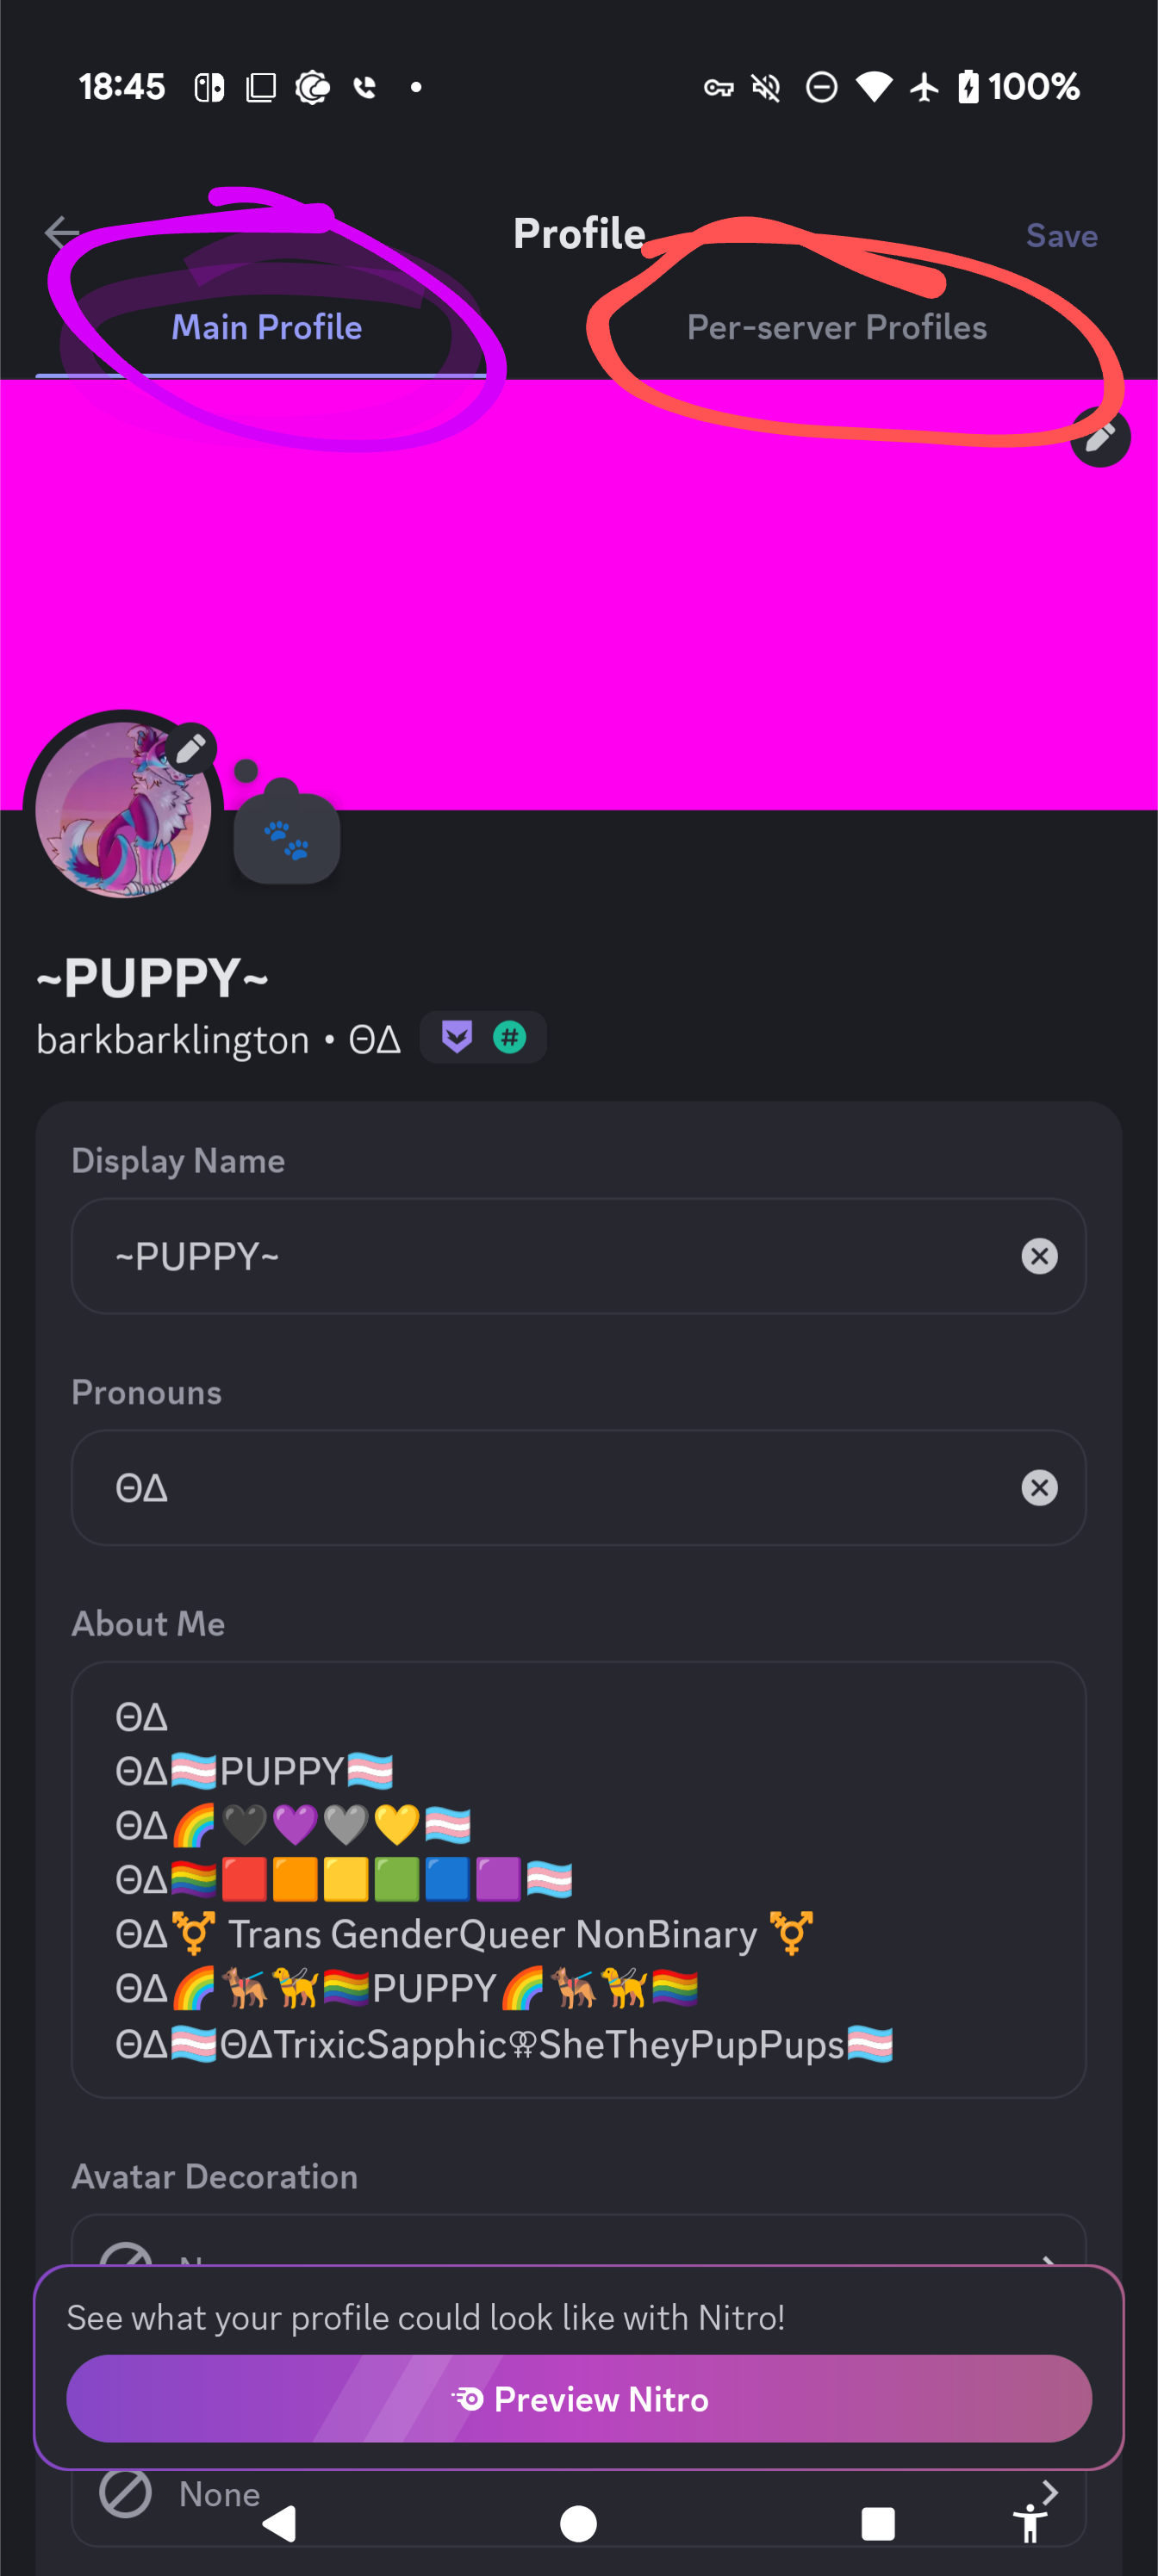 18:45 100%
Profile Save
Main Profile Per-server Profiles
~PUPPY~
barkbarklington • ΘΔ #
Display Name
~PUPPY~
Pronouns
ΘΔ
About Me
ΘΔ
ΘΔ🏳️‍⚧️PUPPY🏳️‍⚧️
ΘΔ🌈🖤💜🩶💛🏳️‍⚧️
ΘΔ🏳️‍🌈🟥🟧🟨🟩🟦🟪🏳️‍⚧️
ΘΔ⚧ Trans GenderQueer NonBinary ⚧
ΘΔ🌈🐕‍🦺🦮🏳️‍🌈PUPPY🌈🐕‍🦺🦮🏳️‍🌈
ΘΔ🏳️‍⚧️ΘΔTrixicSapphic⚢SheTheyPupPups🏳️‍⚧️
Avatar Decoration
See what your profile could look like with Nitro!
Preview Nitro
None